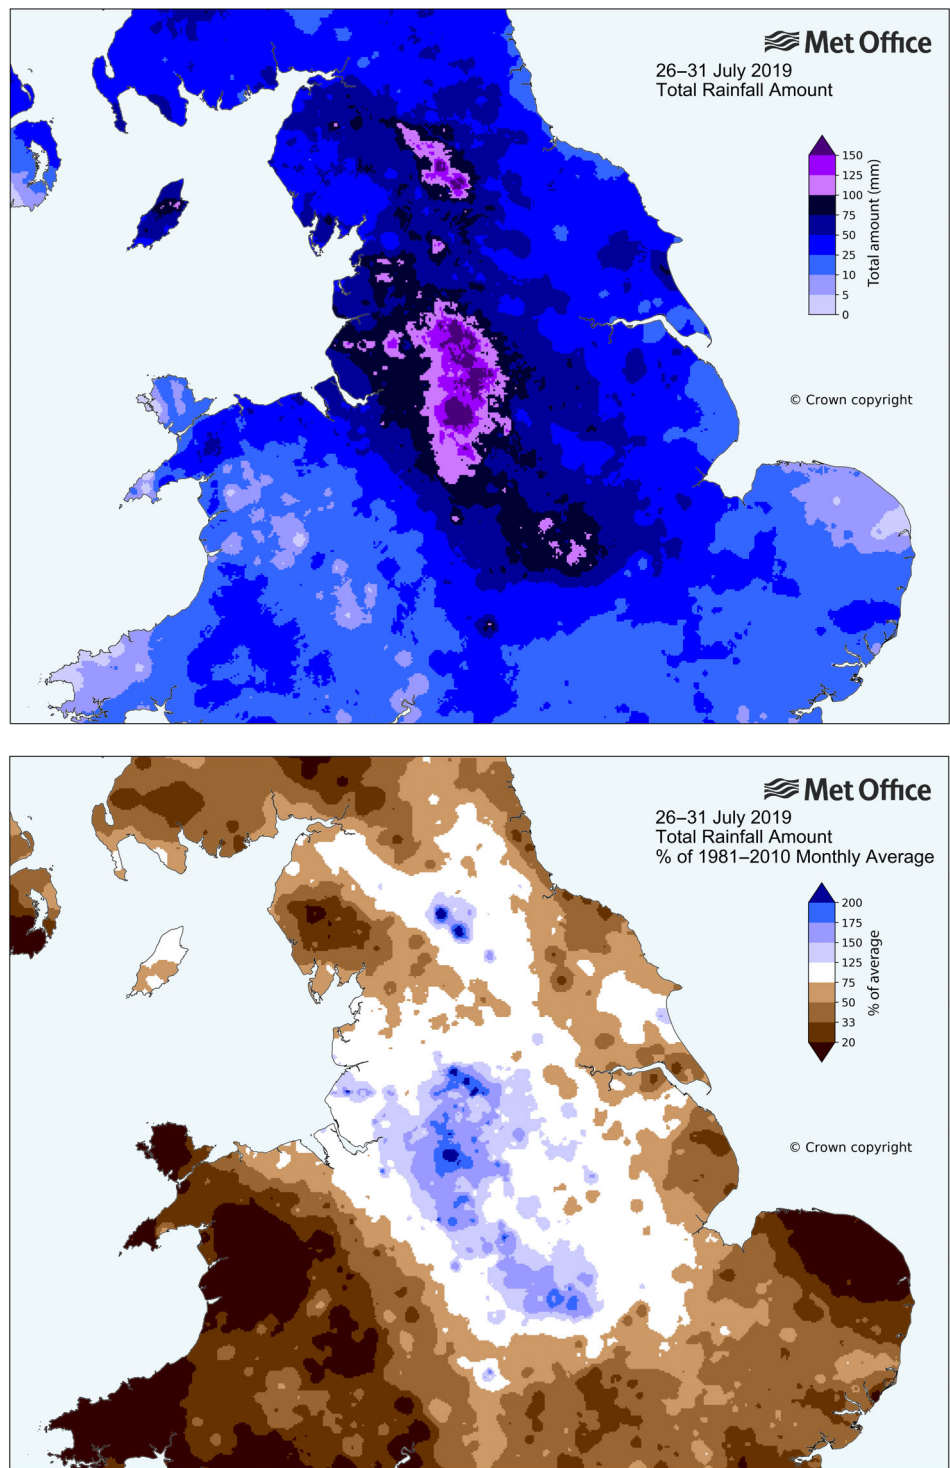 Met Office
26–31 July 2019
Total Rainfall Amount
150
125
100
75
50
25
10
5
0
Total amount (mm)
© Crown copyright
Met Office
26–31 July 2019
Total Rainfall Amount
% of 1981–2010 Monthly Average
200
175
150
125
75
50
33
20
% of average
© Crown copyright